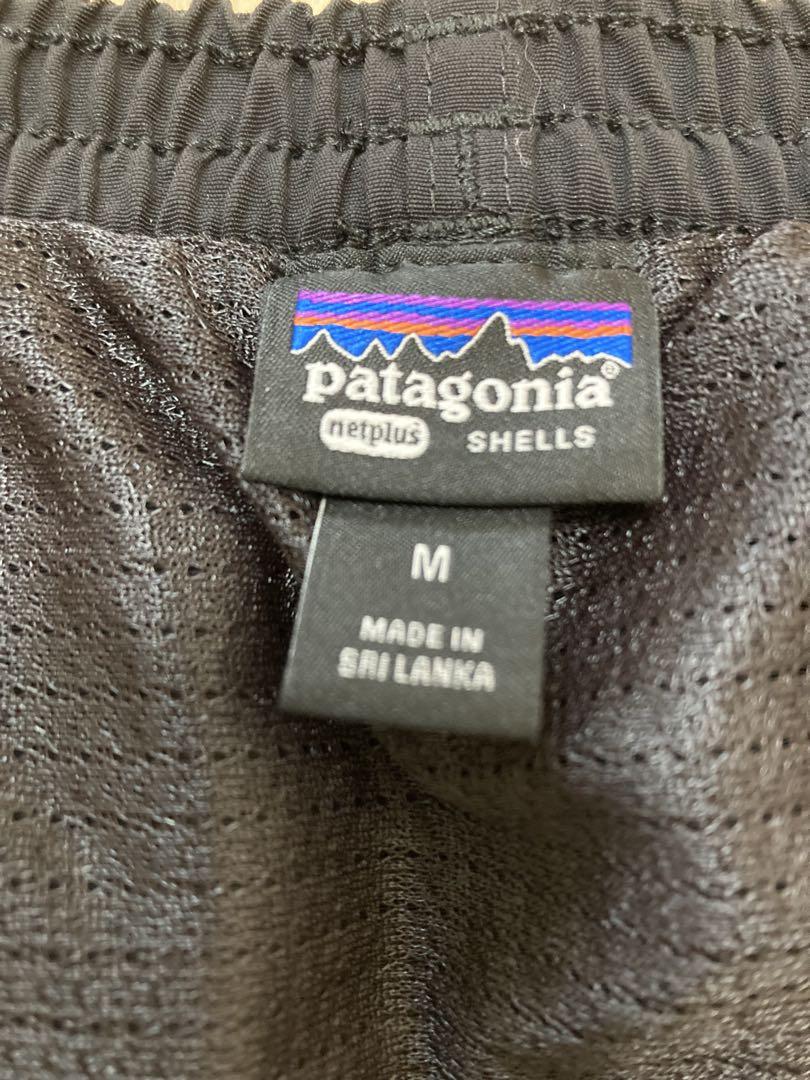 patagonia®
netplus® SHELLS
M
MADE IN
SRI LANKA